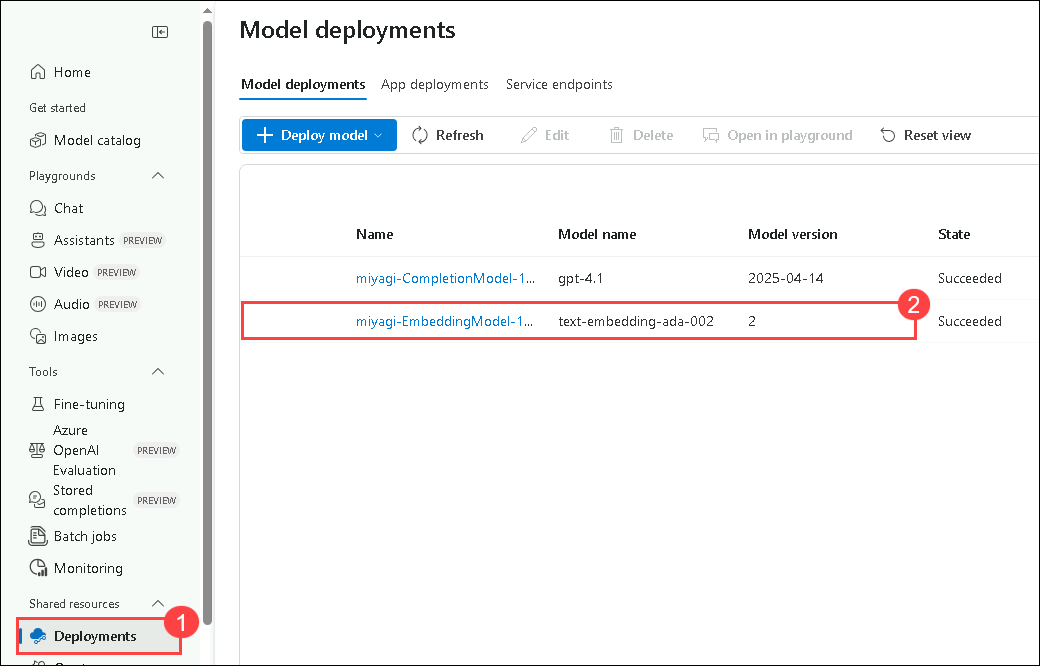 Home
Get started
Model catalog
Playgrounds
Chat
Assistants PREVIEW
Video PREVIEW
Audio PREVIEW
Images
Tools
Fine-tuning
Azure
OpenAI PREVIEW
Evaluation
Stored
completions PREVIEW
Batch jobs
Monitoring
Shared resources
1
Deployments
Model deployments
Model deployments App deployments Service endpoints
Deploy model Refresh Edit Delete Open in playground Reset view
Name Model name Model version State
miyagi-CompletionModel-1... gpt-4.1 2025-04-14 Succeeded
2
miyagi-EmbeddingModel-1... text-embedding-ada-002 2 Succeeded